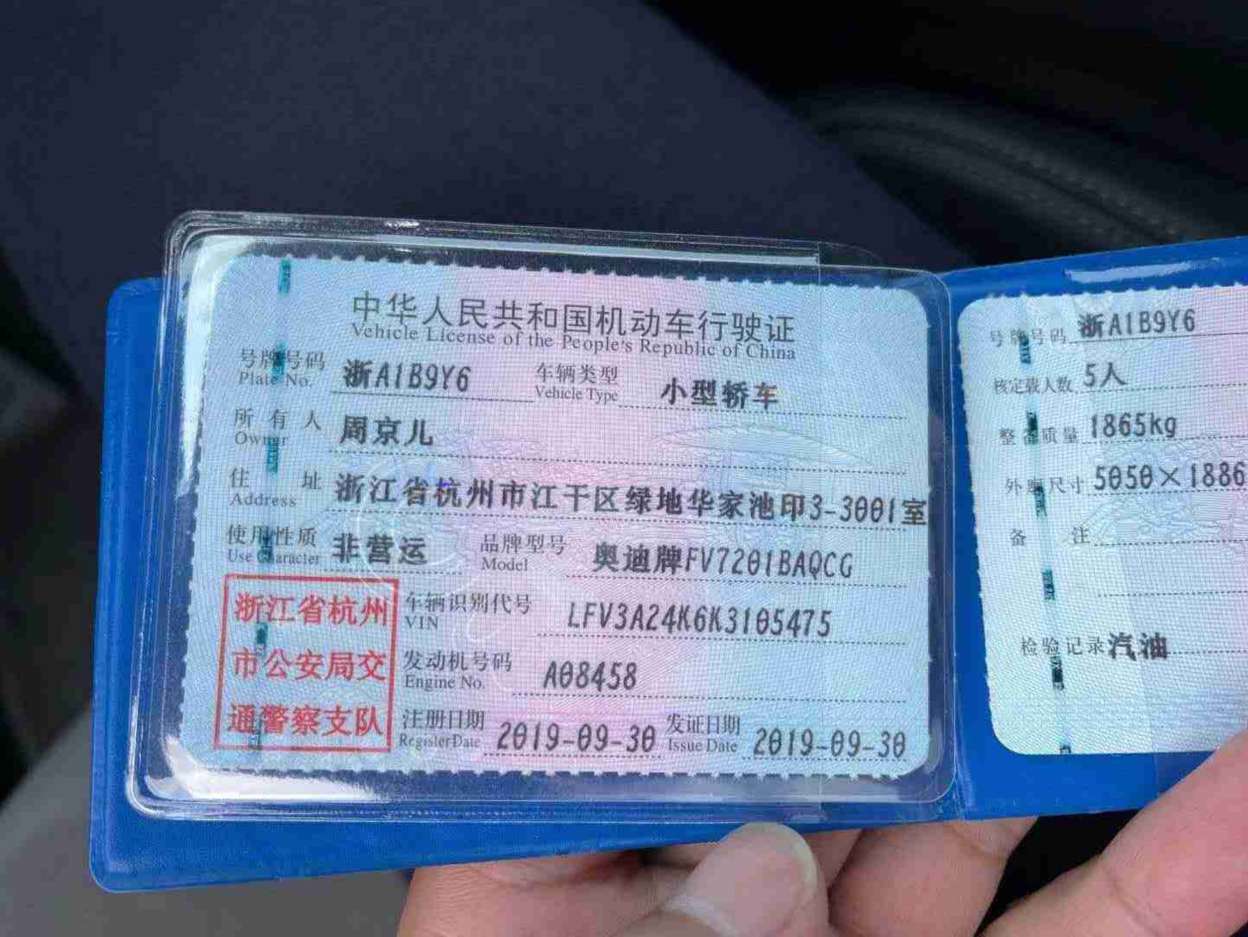 中华人民共和国机动车行驶证
Vehicle License of the People's Republic of China
号牌号码 浙A1B9Y6 车辆类型 小型轿车
Plate No. Vehicle Type
所有人 周京儿
Owner
住址 浙江省杭州市江干区绿地华家池印3-3001室
Address
使用性质 非营运 品牌型号 奥迪牌FV7201BAQCG
Use Character Model
浙江省杭州
市公安局交
通警察支队
车辆识别代号 LFV3A24K6K3105475
VIN
发动机号码 A08458
Engine No.
注册日期 2019-09-30 发证日期 2019-09-30
Register Date Issue Date
号牌号码 浙A1B9Y6
核定载人数 5人
整备质量 1865kg
外廓尺寸 5050×1886
备注
检验记录 汽油